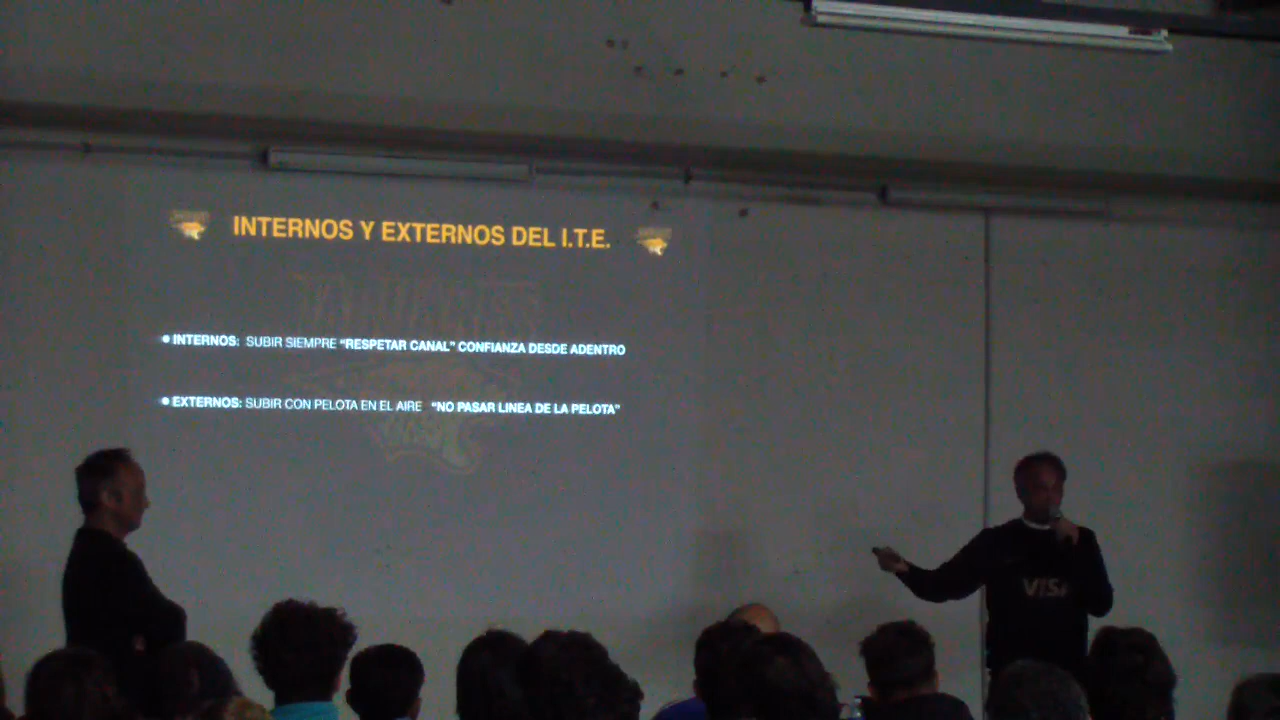 INTERNOS Y EXTERNOS DEL I.T.E.
● INTERNOS: SUBIR SIEMPRE “RESPETAR CANAL” CONFIANZA DESDE ADENTRO
● EXTERNOS: SUBIR CON PELOTA EN EL AIRE “NO PASAR LINEA DE LA PELOTA”
VISA